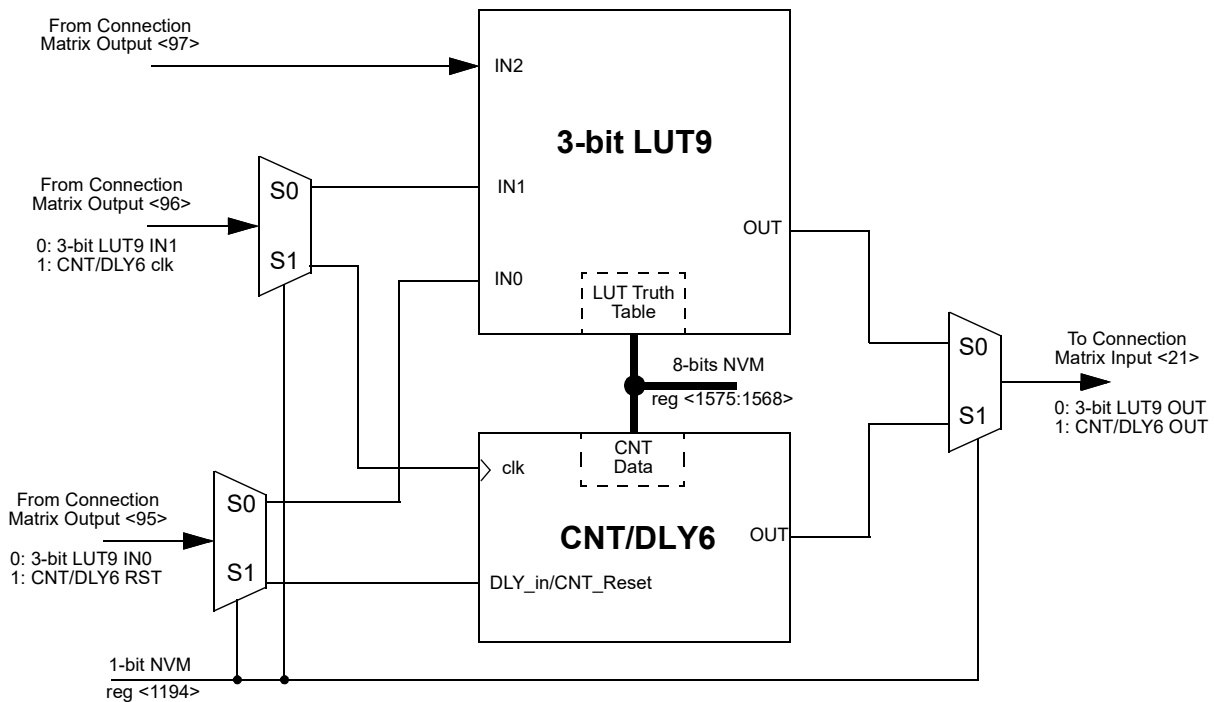 From Connection
Matrix Output <97>
IN2
3-bit LUT9
From Connection
Matrix Output <96>
0: 3-bit LUT9 IN1
1: CNT/DLY6 clk
S0
S1
IN1
IN0
OUT
LUT Truth
Table
8-bits NVM
reg <1575:1568>
S0
S1
To Connection
Matrix Input <21>
0: 3-bit LUT9 OUT
1: CNT/DLY6 OUT
CNT
Data
clk
CNT/DLY6
OUT
DLY_in/CNT_Reset
From Connection
Matrix Output <95>
0: 3-bit LUT9 IN0
1: CNT/DLY6 RST
S0
S1
1-bit NVM
reg <1194>